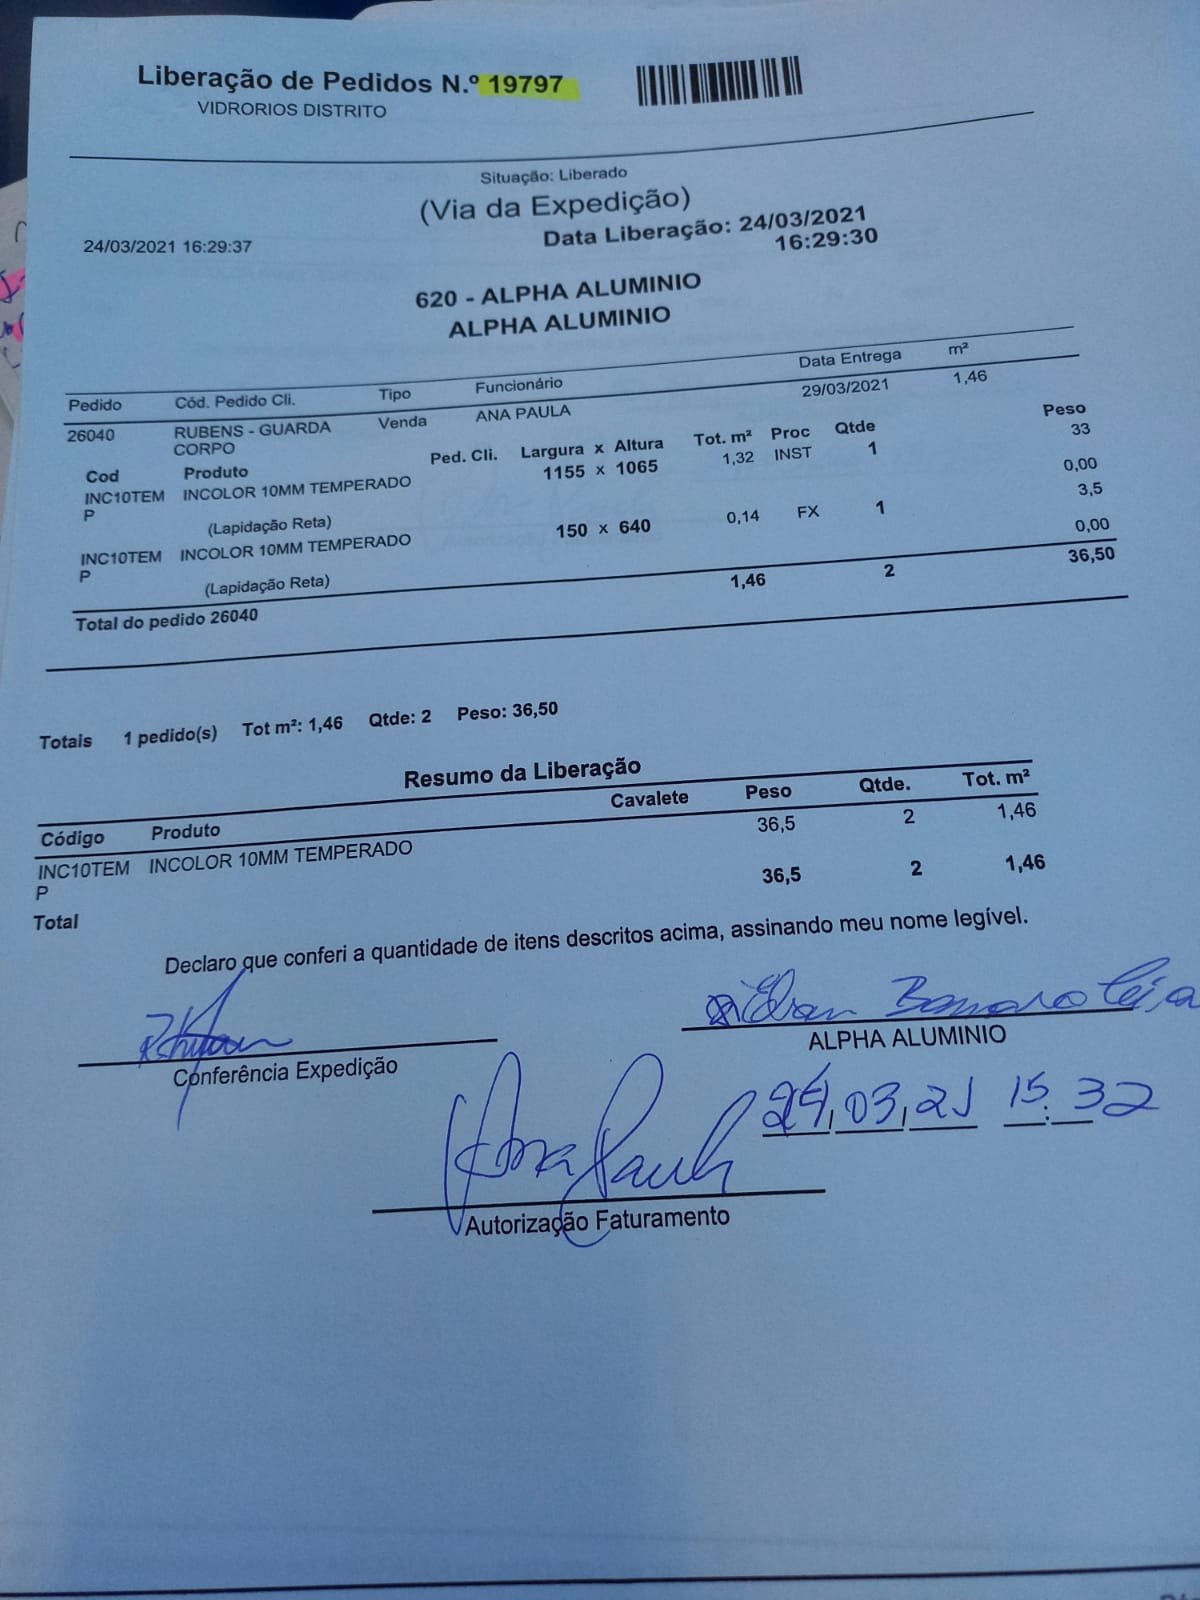 Liberação de Pedidos N.º 19797
VIDRORIOS DISTRITO
Situação: Liberado
(Via da Expedição)
24/03/2021 16:29:37
Data Liberação: 24/03/2021
16:29:30
620 - ALPHA ALUMINIO
ALPHA ALUMINIO
Pedido Cód. Pedido Cli. Tipo Funcionário Data Entrega m²
26040 RUBENS - GUARDA CORPO Venda ANA PAULA 29/03/2021 1,46
Cod Produto Ped. Cli. Largura x Altura Tot. m² Proc Qtde Peso
INC10TEMP INCOLOR 10MM TEMPERADO 1155 x 1065 1,32 INST 1 33
(Lapidação Reta) 0,00
INC10TEMP INCOLOR 10MM TEMPERADO 150 x 640 0,14 FX 1 3,5
(Lapidação Reta) 0,00
Total do pedido 26040 1,46 2 36,50
Totais 1 pedido(s) Tot m²: 1,46 Qtde: 2 Peso: 36,50
Resumo da Liberação
Código Produto Cavalete Peso Qtde. Tot. m²
INC10TEMP INCOLOR 10MM TEMPERADO 36,5 2 1,46
Total 36,5 2 1,46
Declaro que conferi a quantidade de itens descritos acima, assinando meu nome legível.
Conferência Expedição
ALPHA ALUMINIO
24,03,21 15:32
Ana Paula
Autorização Faturamento